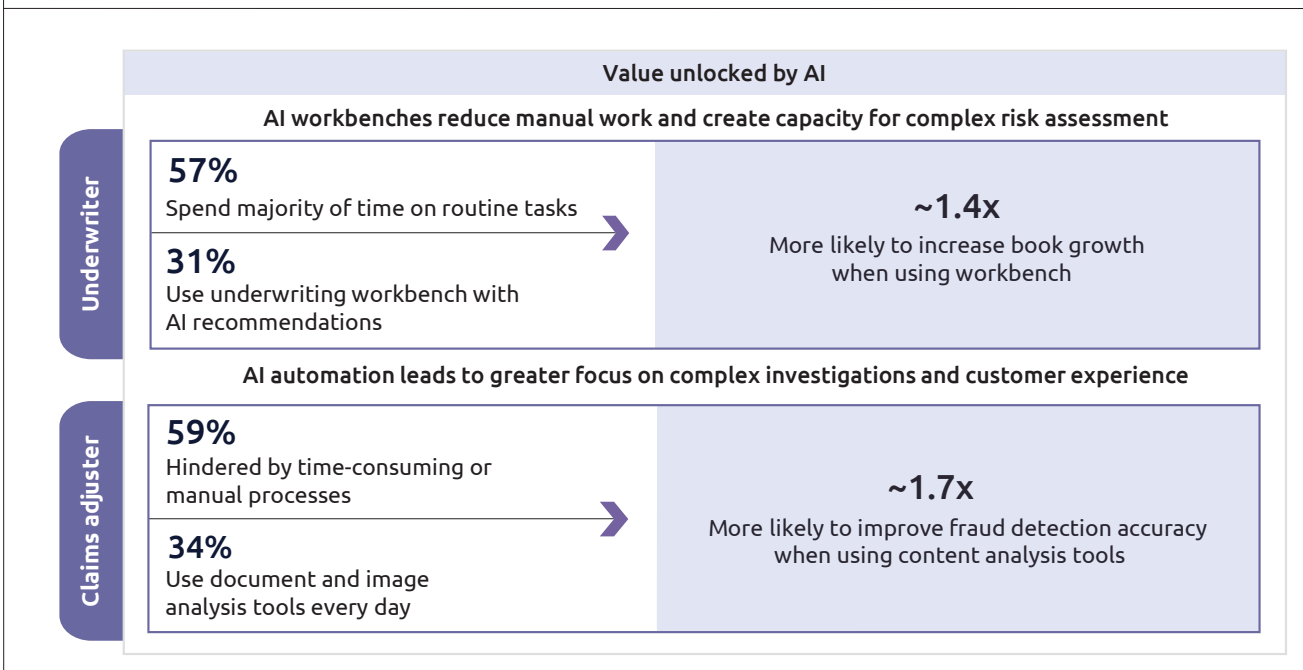 Value unlocked by AI
Underwriter
AI workbenches reduce manual work and create capacity for complex risk assessment
57%
Spend majority of time on routine tasks
31%
Use underwriting workbench with
AI recommendations
~1.4x
More likely to increase book growth
when using workbench
Claims adjuster
AI automation leads to greater focus on complex investigations and customer experience
59%
Hindered by time-consuming or
manual processes
34%
Use document and image
analysis tools every day
~1.7x
More likely to improve fraud detection accuracy
when using content analysis tools